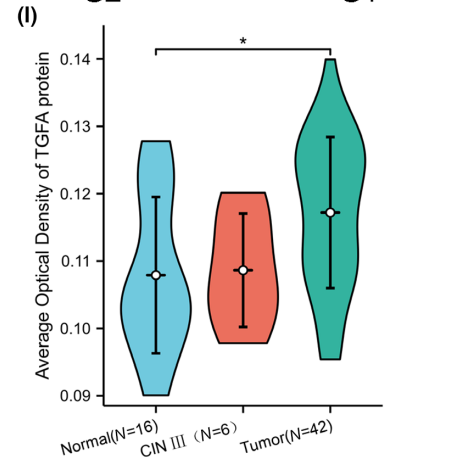 (I)
*
Average Optical Density of TGFA protein
0.14
0.13
0.12
0.11
0.10
0.09
Normal(N=16)
CIN III (N=6)
Tumor(N=42)